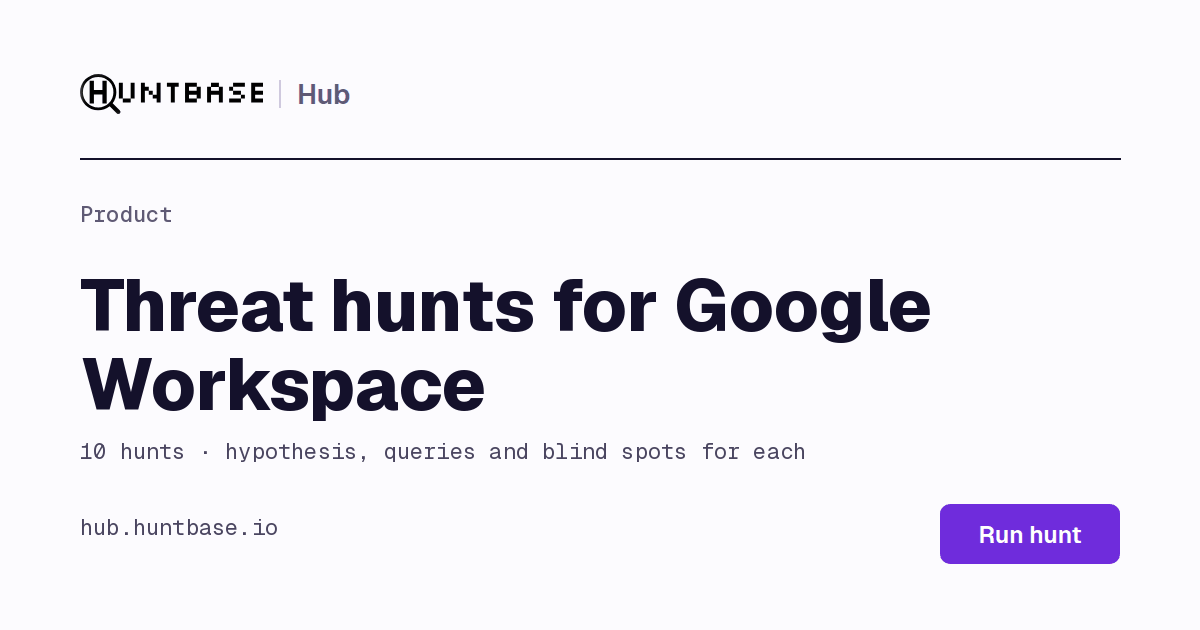 HUNTBASE Hub
Product
Threat hunts for Google
Workspace
10 hunts · hypothesis, queries and blind spots for each
hub.huntbase.io
Run hunt